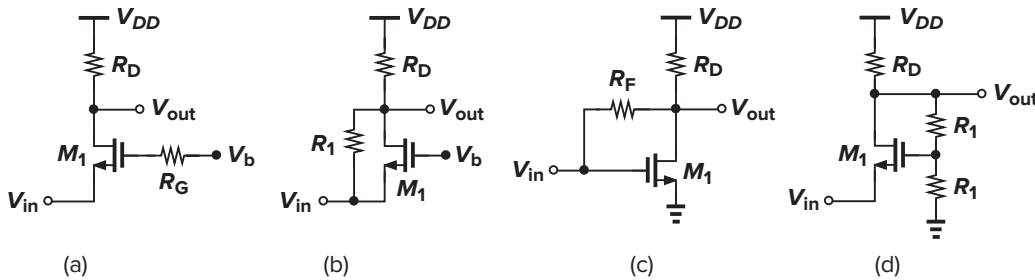 V_DD V_DD V_DD V_DD
R_D R_D R_F R_D R_D
V_out V_out V_out V_out
M_1 V_b R_G R_1 V_b M_1 M_1 M_1 R_1 R_1
V_in V_in V_in V_in
(a) (b) (c) (d)